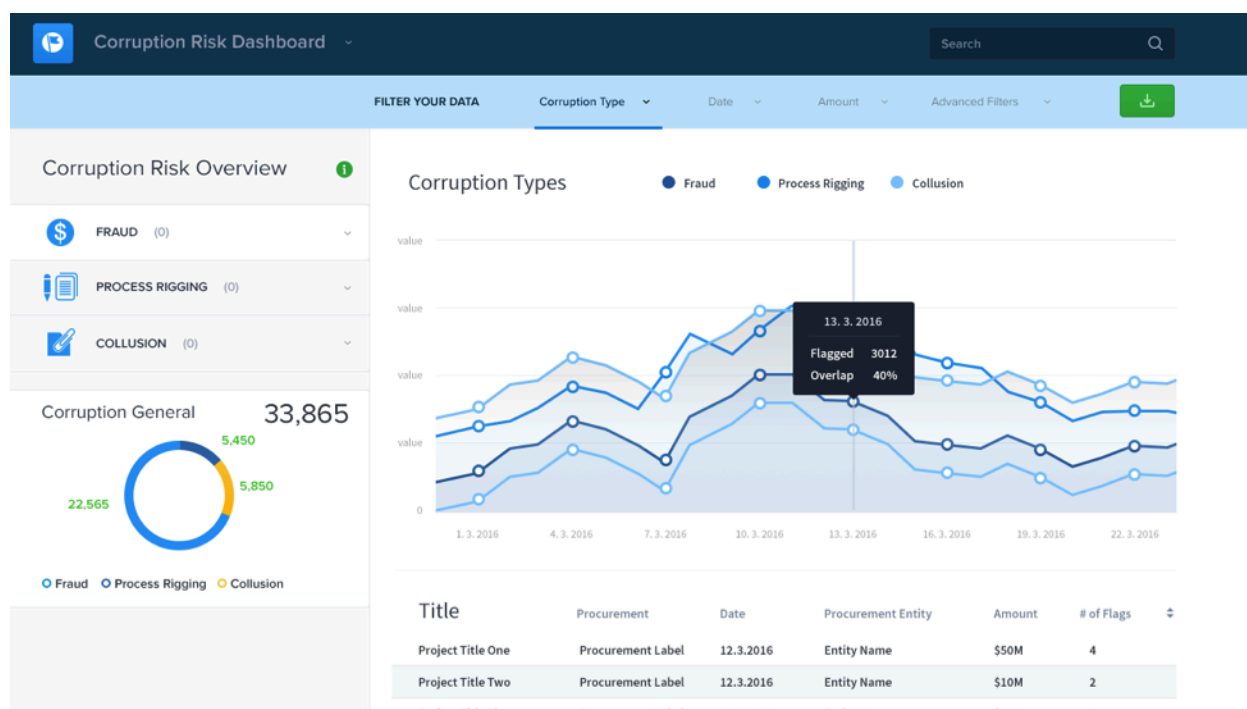 Corruption Risk Dashboard
Search
FILTER YOUR DATA Corruption Type Date Amount Advanced Filters
Corruption Risk Overview
FRAUD (0)
PROCESS RIGGING (0)
COLLUSION (0)
Corruption General 33,865
5,450
5,850
22,565
Fraud Process Rigging Collusion
Corruption Types Fraud Process Rigging Collusion
value
value
value
value
0
13. 3. 2016
Flagged 3012
Overlap 40%
1. 3. 2016 4. 3. 2016 7. 3. 2016 10. 3. 2016 13. 3. 2016 16. 3. 2016 19. 3. 2016 22. 3. 2016
Title Procurement Date Procurement Entity Amount # of Flags
Project Title One Procurement Label 12.3.2016 Entity Name $50M 4
Project Title Two Procurement Label 12.3.2016 Entity Name $10M 2